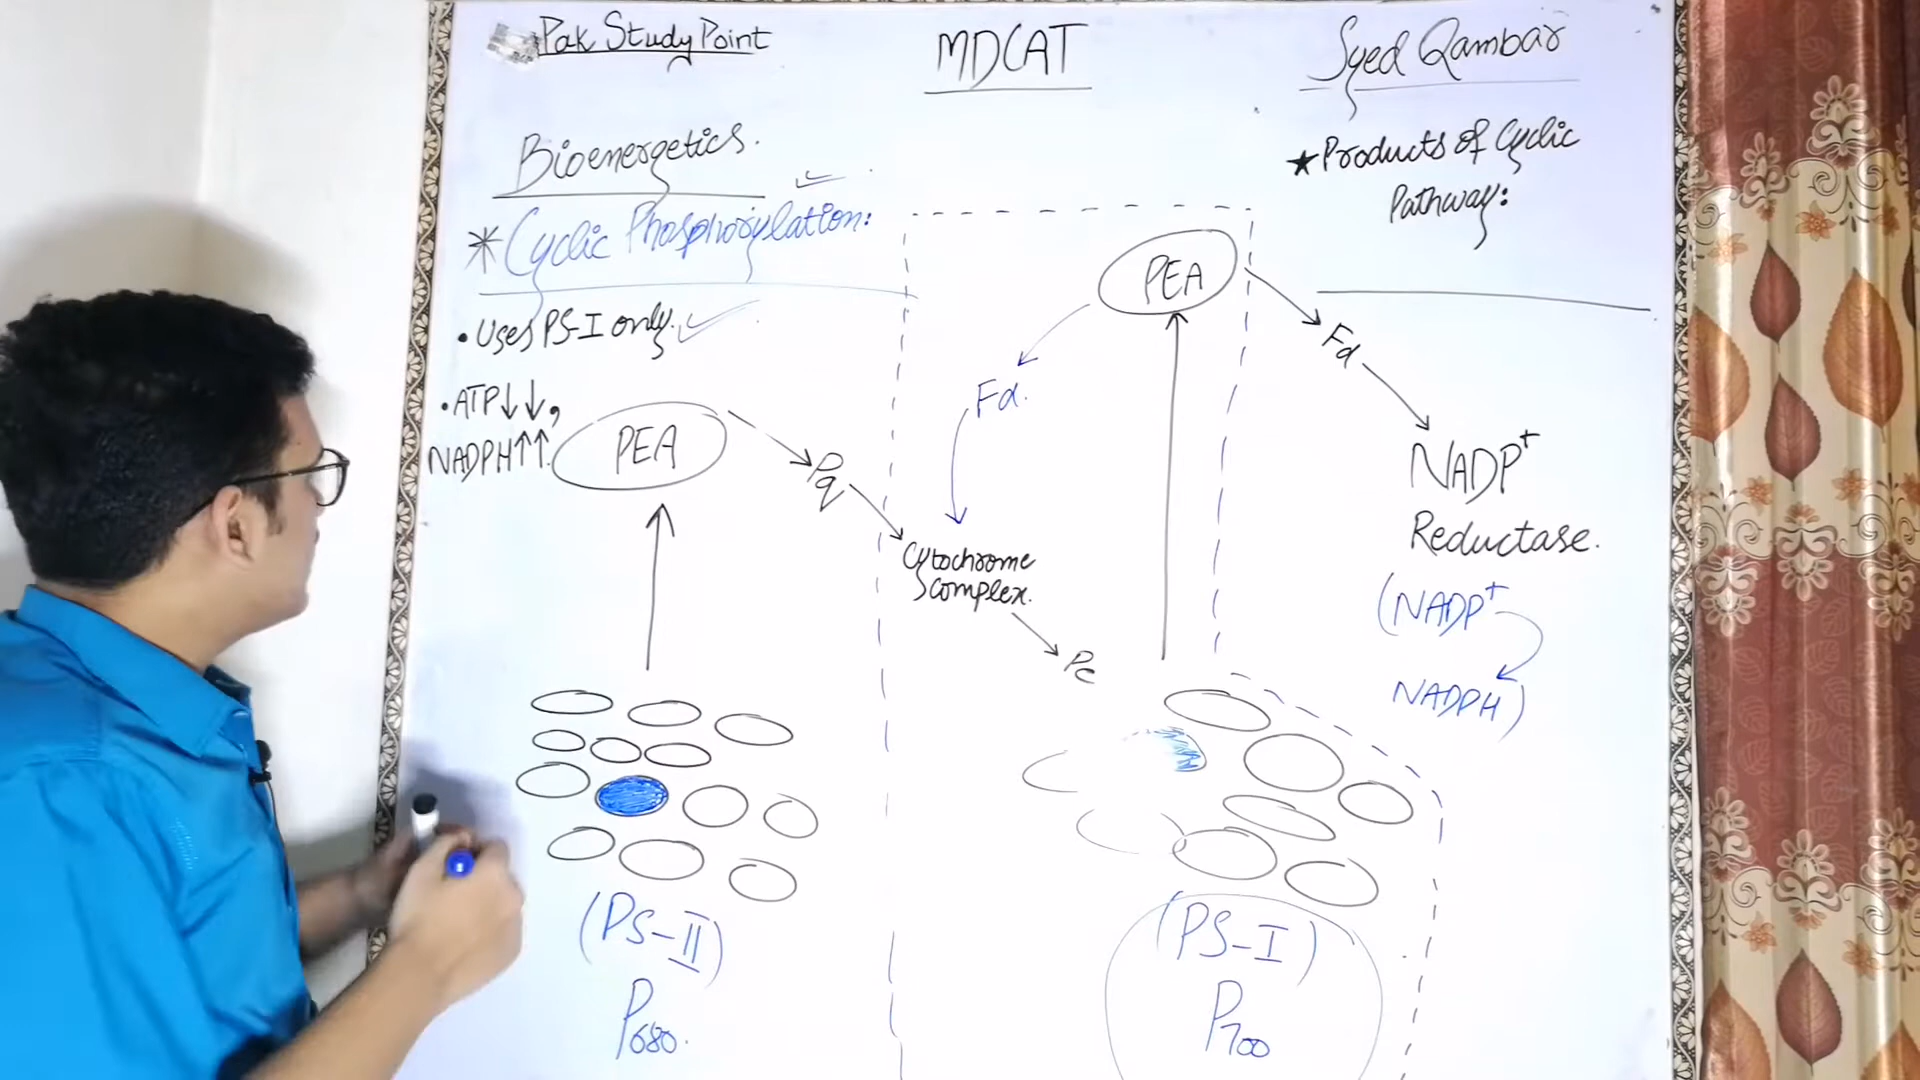 Pak Study Point
MDCAT
Syed Qambar
Bioenergetics.
* Cyclic Phosphorylation:
• Uses PS-I only.
• ATP↓↓,
NADPH↑↑.
PEA
Pq
Cytochrome
complex.
Pc
PEA
Fd.
Fd
NADP+
Reductase.
(NADP+
NADPH)
★ Products of Cyclic
Pathway:
(PS-II)
P680.
(PS-I)
P700